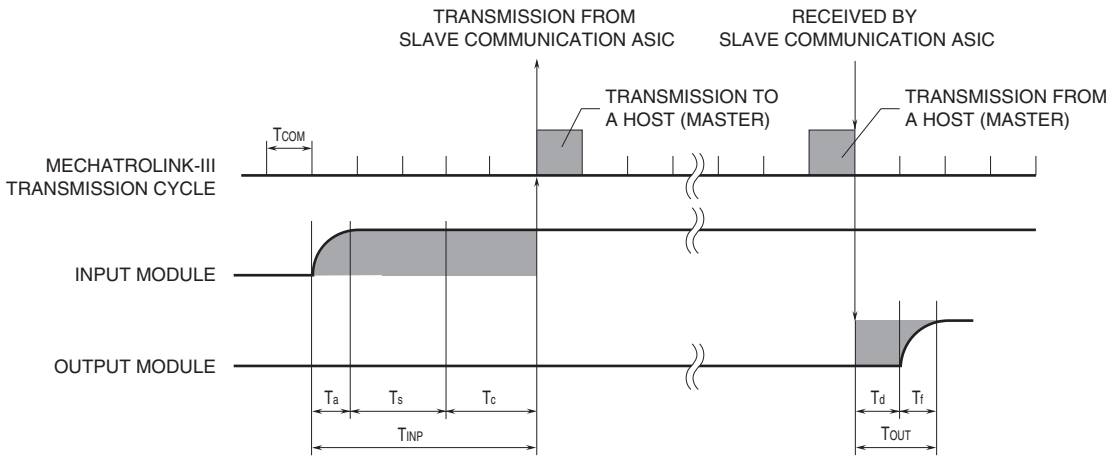 TRANSMISSION FROM
SLAVE COMMUNICATION ASIC
RECEIVED BY
SLAVE COMMUNICATION ASIC
TRANSMISSION TO
A HOST (MASTER)
TRANSMISSION FROM
A HOST (MASTER)
TCOM
MECHATROLINK-III
TRANSMISSION CYCLE
INPUT MODULE
OUTPUT MODULE
Ta
Ts
Tc
Td
Tf
TINP
TOUT